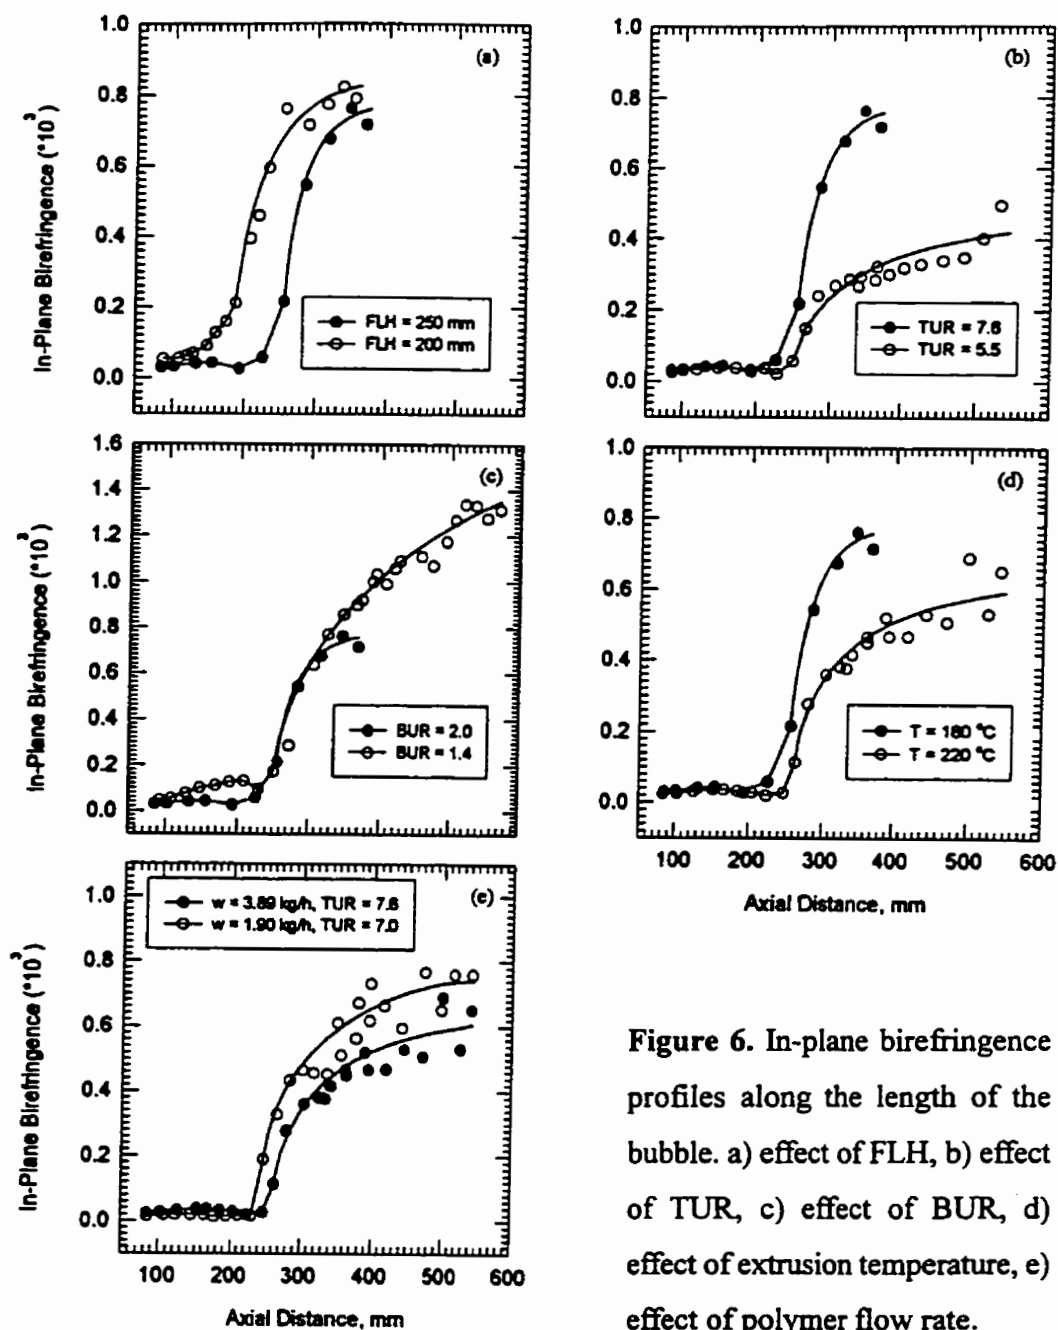 1.0
0.8
0.6
0.4
0.2
0.0
In-Plane Birefringence (*10³)
(a)
FLH = 250 mm
FLH = 200 mm
1.0
0.8
0.6
0.4
0.2
0.0
(b)
TUR = 7.6
TUR = 5.5
1.6
1.4
1.2
1.0
0.8
0.6
0.4
0.2
0.0
In-Plane Birefringence (*10³)
(c)
BUR = 2.0
BUR = 1.4
1.0
0.8
0.6
0.4
0.2
0.0
(d)
T = 180 °C
T = 220 °C
100 200 300 400 500 600
Axial Distance, mm
1.0
0.8
0.6
0.4
0.2
0.0
In-Plane Birefringence (*10³)
(e)
w = 3.89 kg/h, TUR = 7.6
w = 1.90 kg/h, TUR = 7.0
100 200 300 400 500 600
Axial Distance, mm
Figure 6. In-plane birefringence
profiles along the length of the
bubble. a) effect of FLH, b) effect
of TUR, c) effect of BUR, d)
effect of extrusion temperature, e)
effect of polymer flow rate.